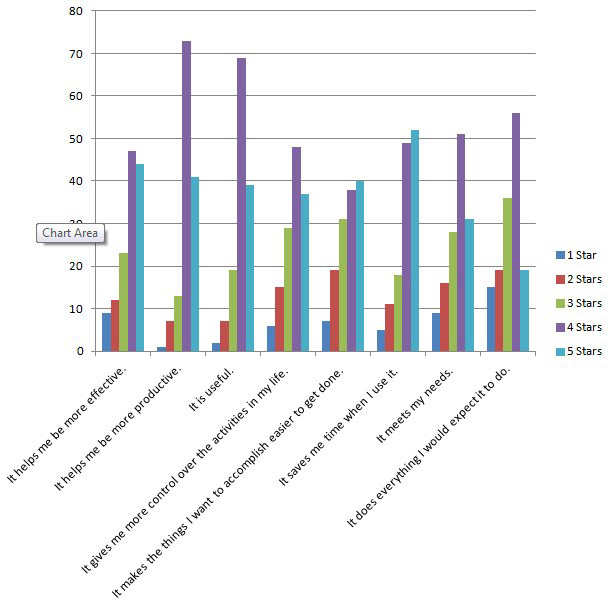 80
70
60
50
40
30
20
10
0
Chart Area
1 Star
2 Stars
3 Stars
4 Stars
5 Stars
It helps me be more effective.
It helps me be more productive.
It is useful.
It gives me more control over the activities in my life.
It makes the things I want to accomplish easier to get done.
It saves me time when I use it.
It meets my needs.
It does everything I would expect it to do.